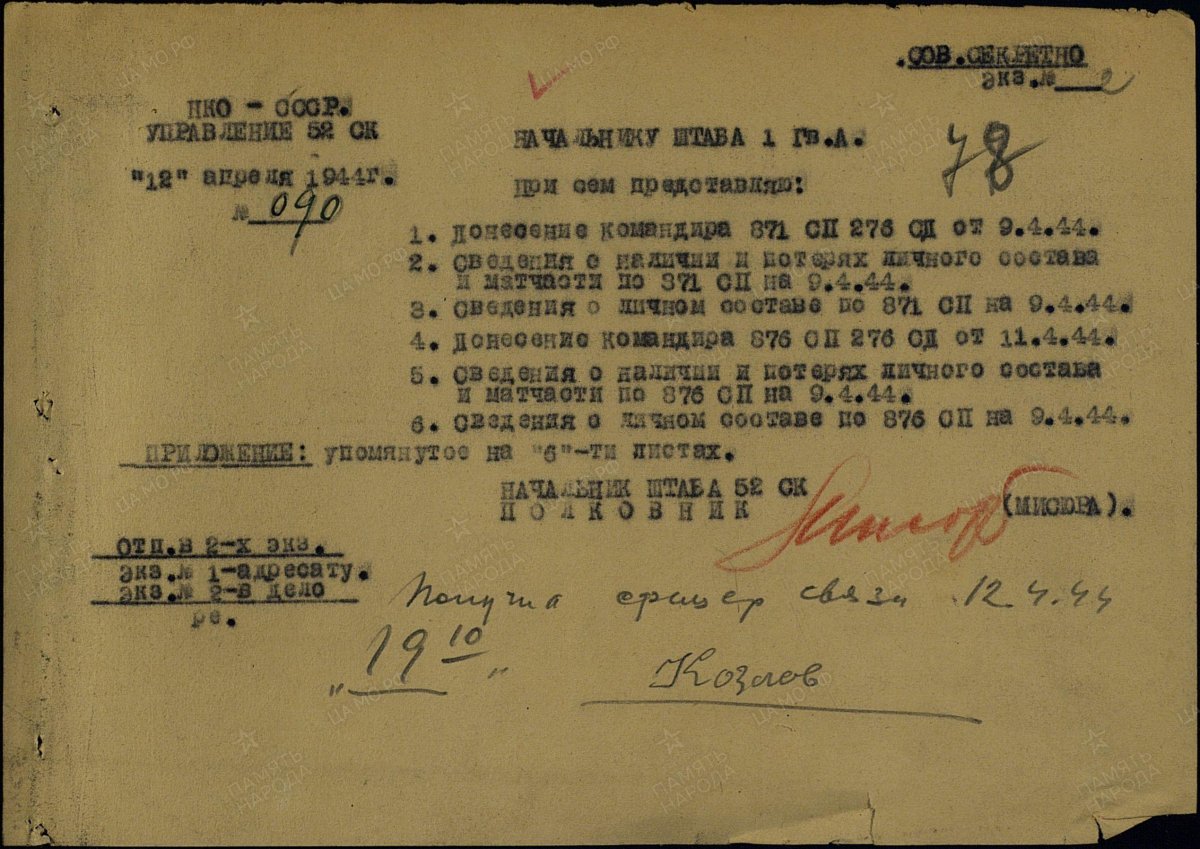 .СОВ.СЕКРЕТНО
экз.№ 2
НКО - СССР.
УПРАВЛЕНИЕ 52 СК
"12" апреля 1944г.
№ 090
НАЧАЛЬНИКУ ШТАБА 1 Гв.А.
78
При сем представляю:
1. Донесение командира 871 СП 276 СД от 9.4.44.
2. Сведения о наличии и потерях личного состава
и матчасти по 871 СП на 9.4.44.
3. Сведения о личном составе по 871 СП на 9.4.44.
4. Донесение командира 876 СП 276 СД от 11.4.44.
5. Сведения о наличии и потерях личного состава
и матчасти по 876 СП на 9.4.44.
6. Сведения о личном составе по 876 СП на 9.4.44.
ПРИЛОЖЕНИЕ: упомянутое на "6"-ти листах.
НАЧАЛЬНИК ШТАБА 52 СК
ПОЛКОВНИК
(МИСЮРА).
ОТП.В 2-Х ЭКЗ.
экз.№ 1-адресату.
экз.№ 2-в дело
ре.
Получил офицер связи 12.4.44
„19 10 "
Козлов